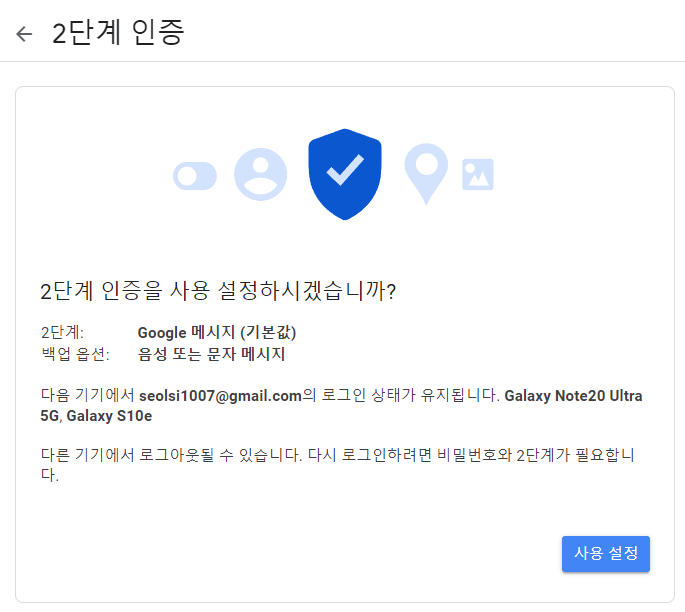 2단계 인증
2단계 인증을 사용 설정하시겠습니까?
2단계: Google 메시지 (기본값)
백업 옵션: 음성 또는 문자 메시지
다음 기기에서 seolsi1007@gmail.com의 로그인 상태가 유지됩니다. Galaxy Note20 Ultra
5G, Galaxy S10e
다른 기기에서 로그아웃될 수 있습니다. 다시 로그인하려면 비밀번호와 2단계가 필요합니
다.
사용 설정